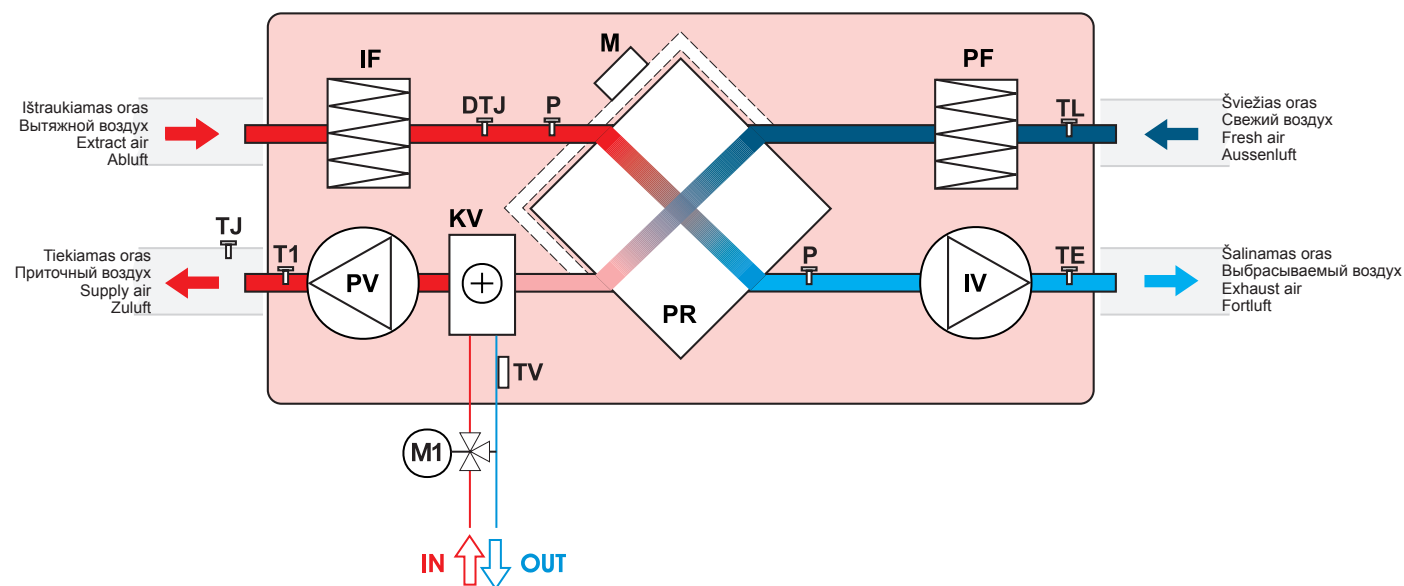 M
IF
PF
DTJ
P
TL
Ištraukiamas oras
Вытяжной воздух
Extract air
Abluft
Šviežias oras
Свежий воздух
Fresh air
Aussenluft
TJ
KV
Tiekiamas oras
Приточный воздух
Supply air
Zuluft
T1
PV
PR
P
IV
TE
Šalinamas oras
Выбрасываемый воздух
Exhaust air
Fortluft
TV
M1
IN
OUT